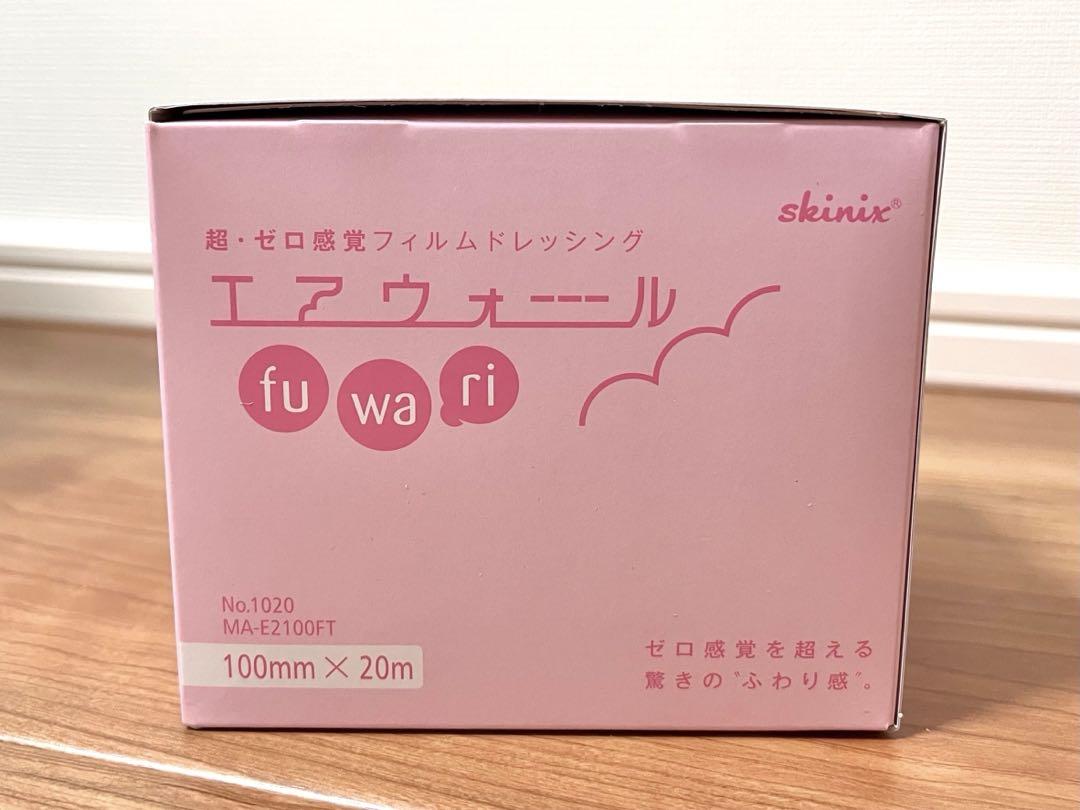 skinix®
超・ゼロ感覚フィルムドレッシング
エアウォール
fu wa ri
No.1020
MA-E2100FT
100mm × 20m
ゼロ感覚を超える
驚きの〝ふわり感〟。